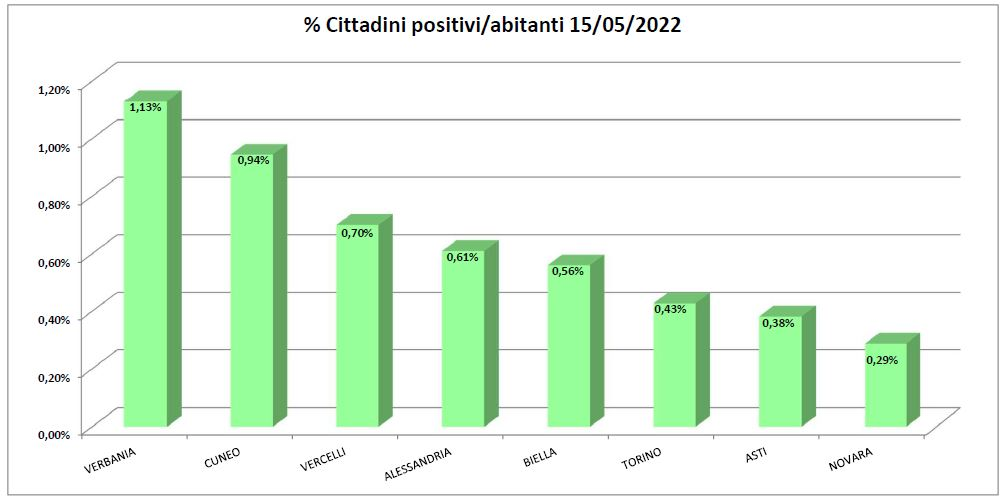 % Cittadini positivi/abitanti 15/05/2022
1,20%
1,00%
0,80%
0,60%
0,40%
0,20%
0,00%
1,13%
0,94%
0,70%
0,61%
0,56%
0,43%
0,38%
0,29%
VERBANIA
CUNEO
VERCELLI
ALESSANDRIA
BIELLA
TORINO
ASTI
NOVARA